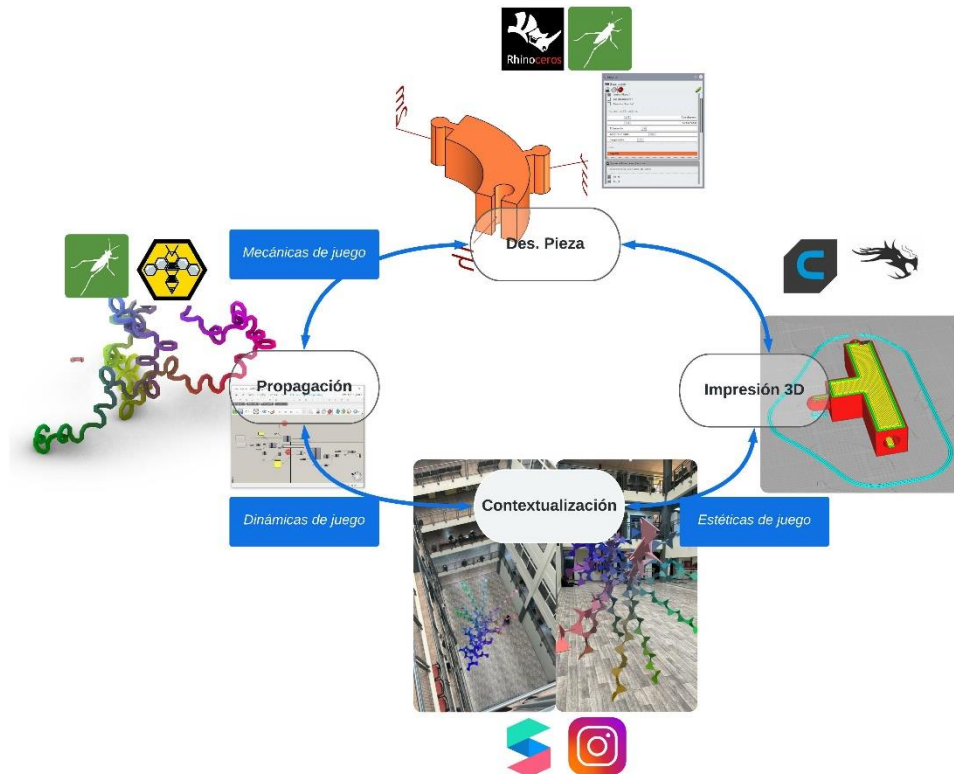 Rhinoceros
Des. Pieza
Mecánicas de juego
Propagación
Impresión 3D
Contextualización
Dinámicas de juego
Estéticas de juego